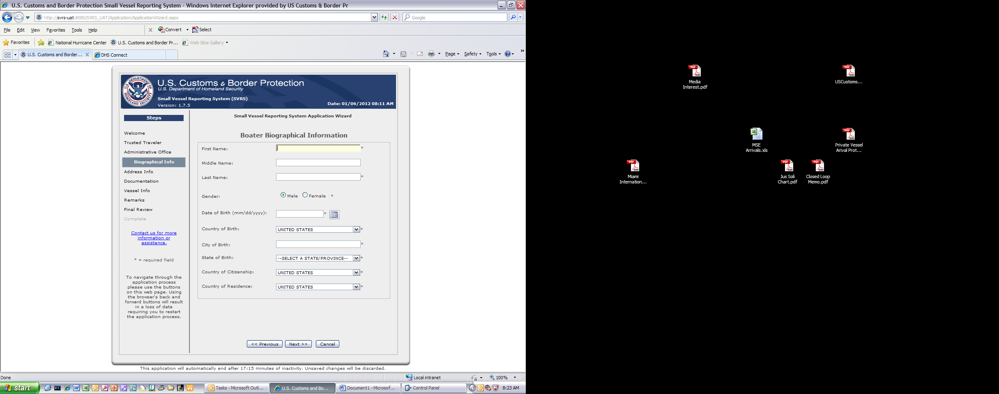 U.S. Customs and Border Protection Small Vessel Reporting System - Windows Internet Explorer provided by US Customs & Border Pr
http://svrs-uat:8080/SVRS_UAT/Application/ApplicationWizard.aspx
Google
File Edit View Favorites Tools Help
x Convert Select
Favorites National Hurricane Center U.S. Customs and Border Pr... Web Slice Gallery
U.S. Customs and Border... X DHS Connect
Page Safety Tools »
U.S. Customs & Border Protection
U.S. Department of Homeland Security
Small Vessel Reporting System (SVRS)
Version: 1.7.5
Date: 01/06/2012 08:11 AM
Steps
Welcome
Trusted Traveler
Administrative Office
Biographical Info
Address Info
Documentation
Vessel Info
Remarks
Final Review
Complete
Contact us for more
information or
assistance.
* = required field
To navigate through the
application process
please use the buttons
on this web page. Using
the browser's back and
forward buttons will result
in a loss of data
requiring you to restart
the application process.
Small Vessel Reporting System Application Wizard
Boater Biographical Information
First Name: *
Middle Name:
Last Name: *
Gender: Male Female *
Date of Birth (mm/dd/yyyy): *
Country of Birth: UNITED STATES *
City of Birth: *
State of Birth: --SELECT A STATE/PROVINCE-- *
Country of Citizenship: UNITED STATES *
Country of Residence: UNITED STATES *
<< Previous Next >> Cancel
This application will automatically end after 17:15 minutes of inactivity. Unsaved changes will be discarded.
Done Local intranet 100%
start Tasks - Microsoft Outl... U.S. Customs and Bo... Document1 - Microsof... Control Panel 8:23 AM
Media
Interest.pdf
USCustoms...
MSE
Arrivals.xls
Private Vessel
Arival Prot...
Miami
Internation...
Jus Soli
Chart.pdf
Closed Loop
Memo.pdf